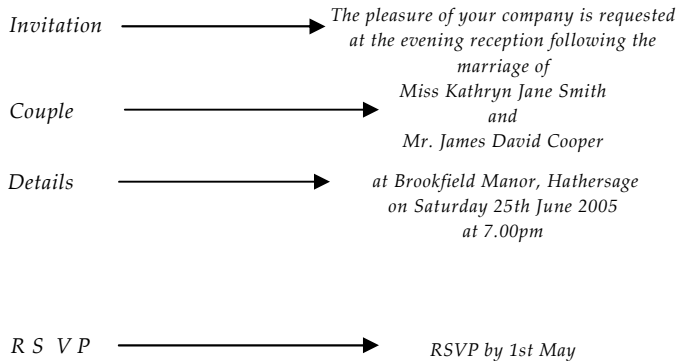 Invitation
The pleasure of your company is requested
at the evening reception following the
marriage of
Miss Kathryn Jane Smith
Couple
and
Mr. James David Cooper
Details
at Brookfield Manor, Hathersage
on Saturday 25th June 2005
at 7.00pm
R S V P
RSVP by 1st May